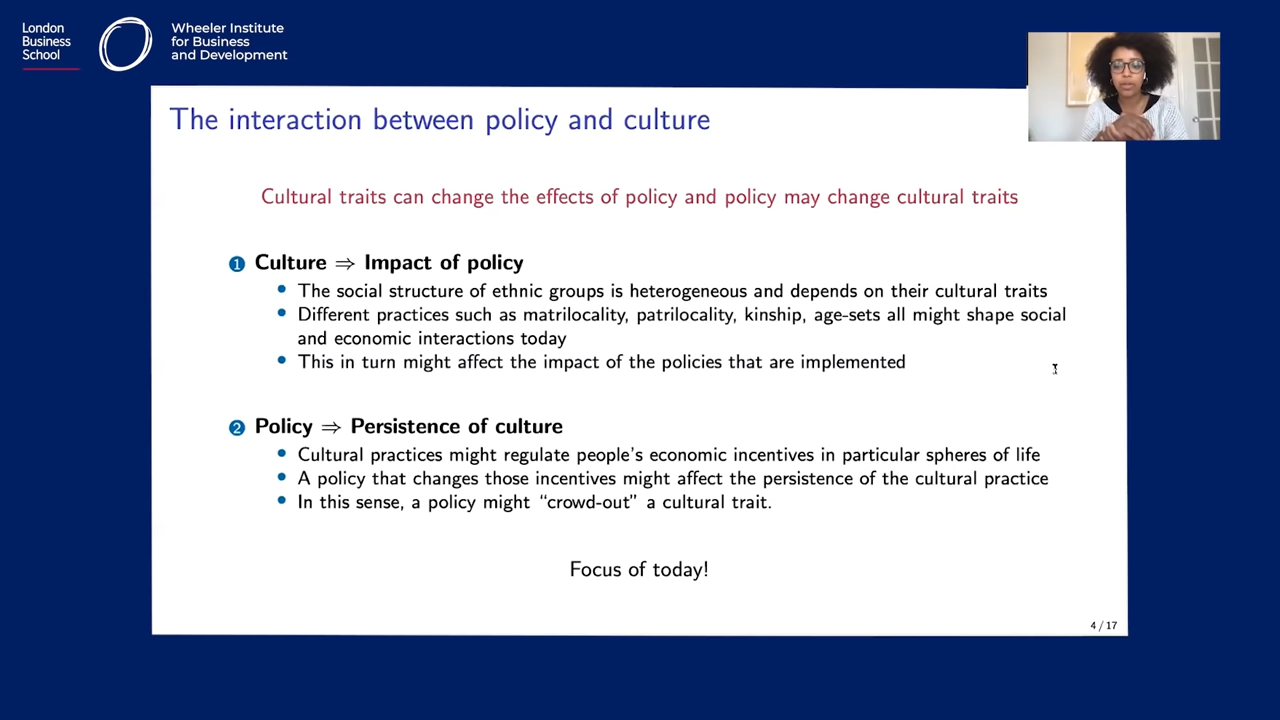 London
Business
School
Wheeler Institute
for Business
and Development
The interaction between policy and culture
Cultural traits can change the effects of policy and policy may change cultural traits
1 Culture ⇒ Impact of policy
• The social structure of ethnic groups is heterogeneous and depends on their cultural traits
• Different practices such as matrilocality, patrilocality, kinship, age-sets all might shape social
and economic interactions today
• This in turn might affect the impact of the policies that are implemented
2 Policy ⇒ Persistence of culture
• Cultural practices might regulate people's economic incentives in particular spheres of life
• A policy that changes those incentives might affect the persistence of the cultural practice
• In this sense, a policy might “crowd-out” a cultural trait.
Focus of today!
4 / 17